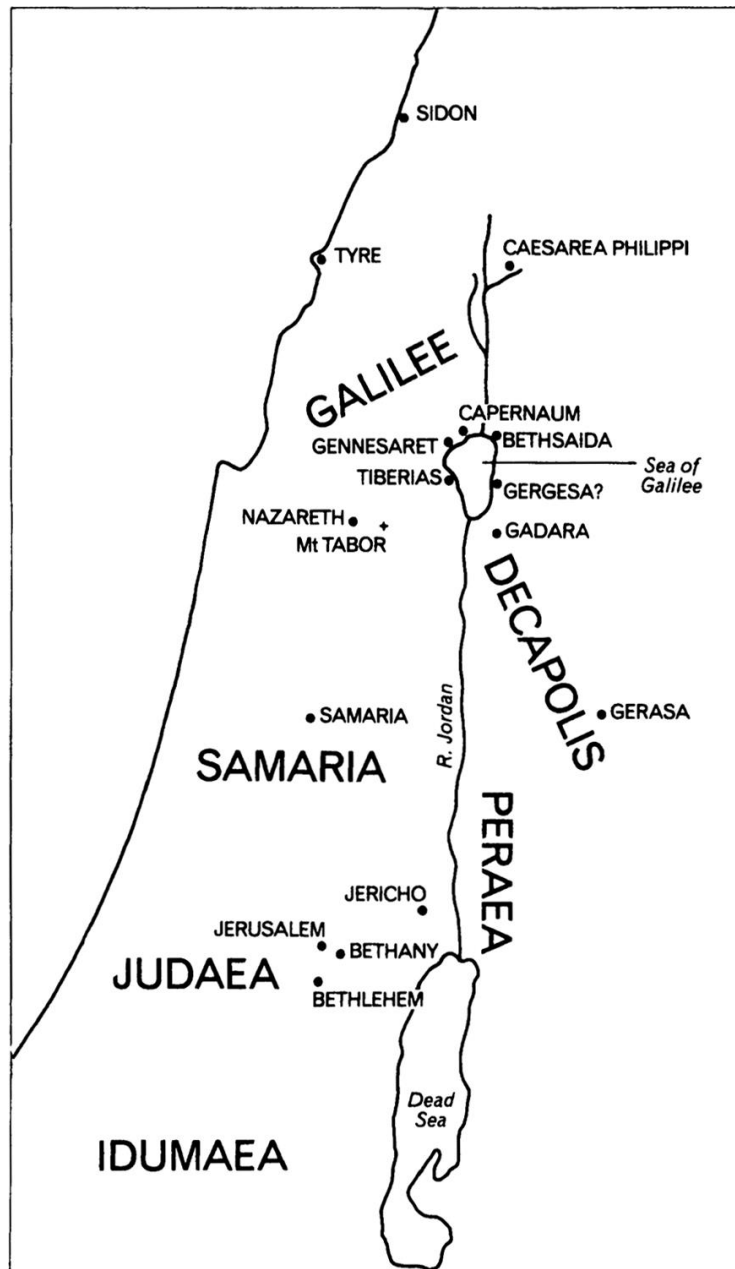 SIDON
TYRE
CAESAREA PHILIPPI
GALILEE
CAPERNAUM
GENNESARET
BETHSAIDA
Sea of
Galilee
TIBERIAS
GERGESA?
NAZARETH
Mt TABOR
GADARA
DECAPOLIS
R. Jordan
SAMARIA
GERASA
SAMARIA
PERAEA
JERICHO
JERUSALEM
BETHANY
JUDAEA
BETHLEHEM
Dead
Sea
IDUMAEA